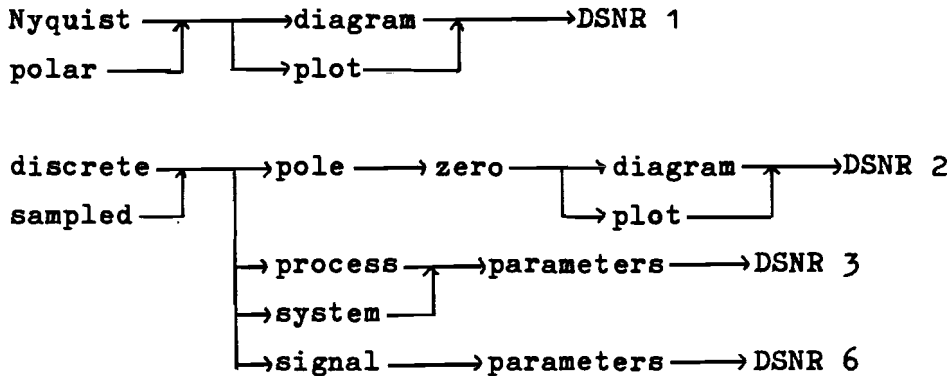 Nyquist diagram DSNR 1
polar plot
discrete pole zero diagram DSNR 2
sampled plot
process parameters DSNR 3
system
signal parameters DSNR 6